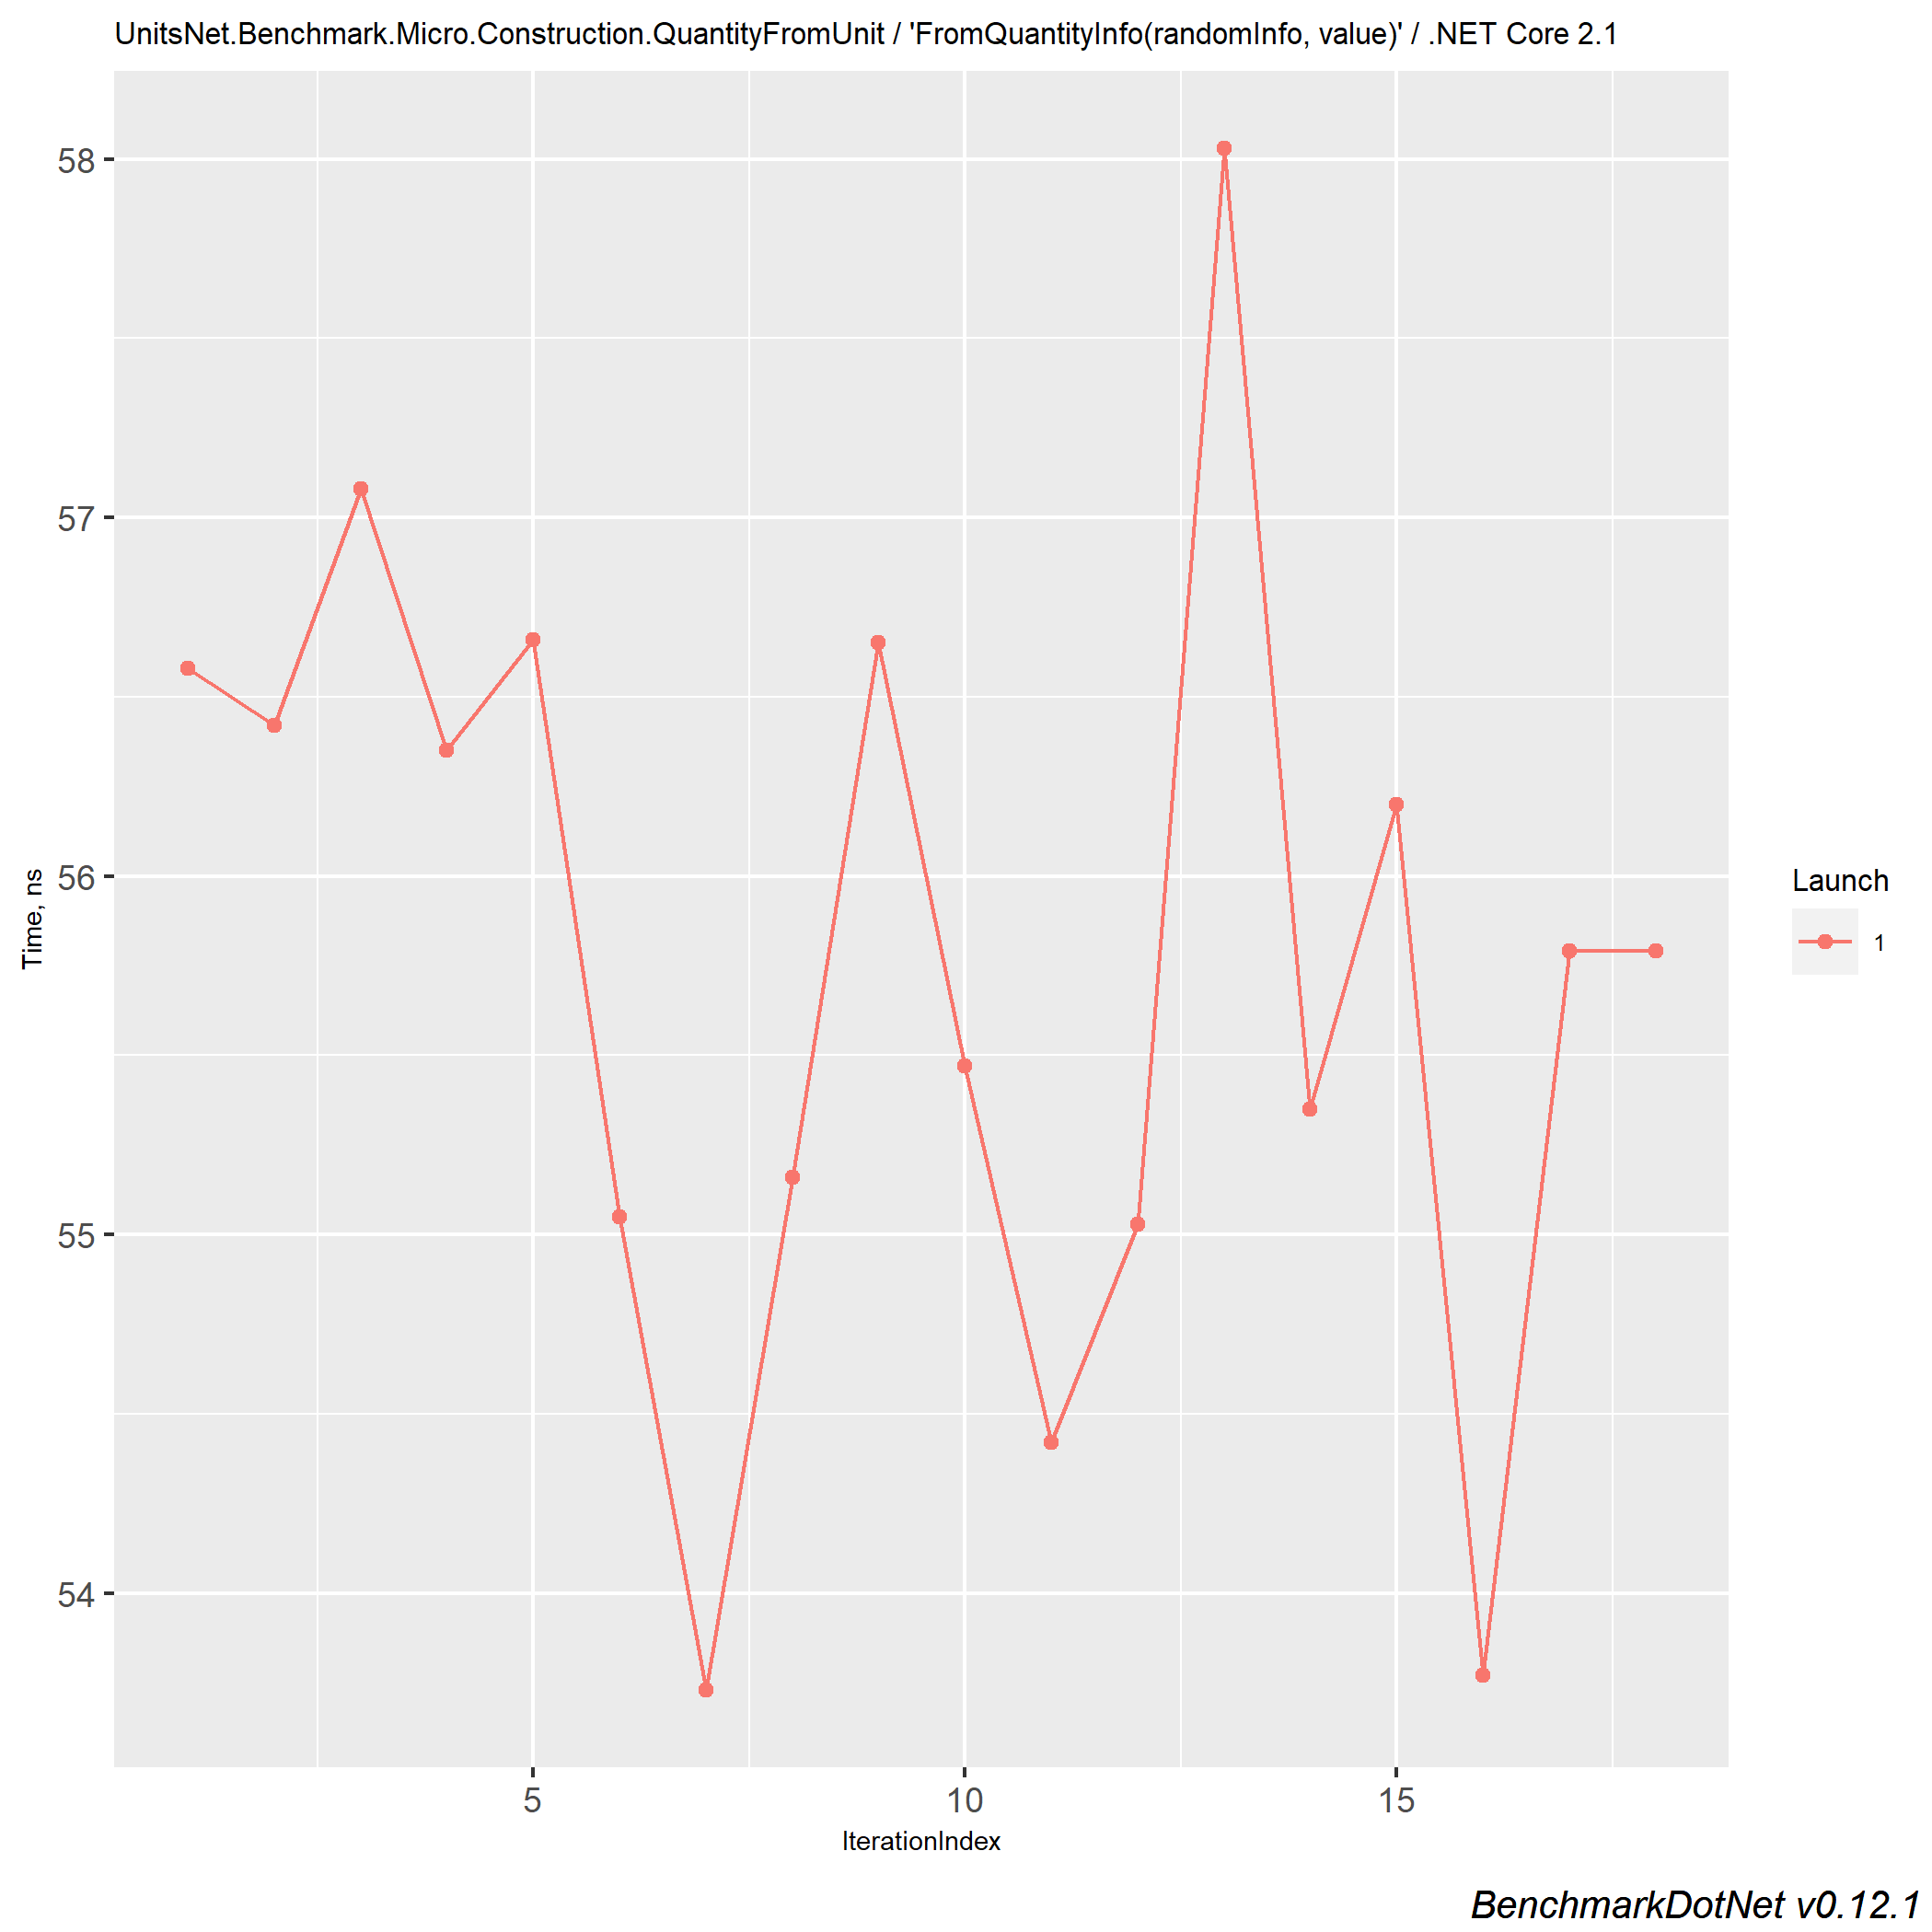 UnitsNet.Benchmark.Micro.Construction.QuantityFromUnit / 'FromQuantityInfo(randomInfo, value)' / .NET Core 2.1
58
57
56
55
54
Time, ns
5 10 15
IterationIndex
Launch
1
BenchmarkDotNet v0.12.1